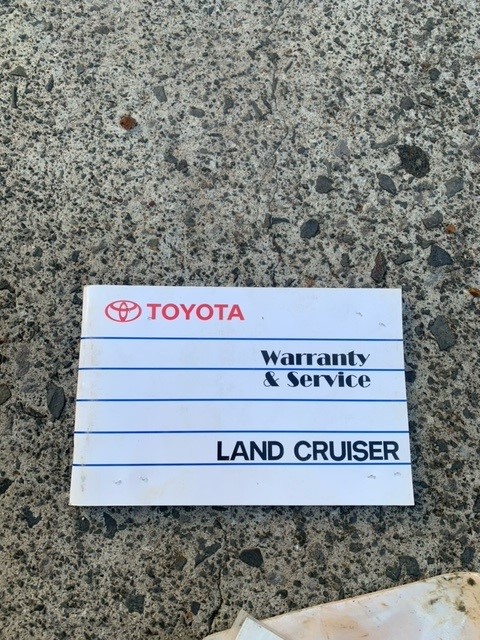 TOYOTA
Warranty
& Service
LAND CRUISER